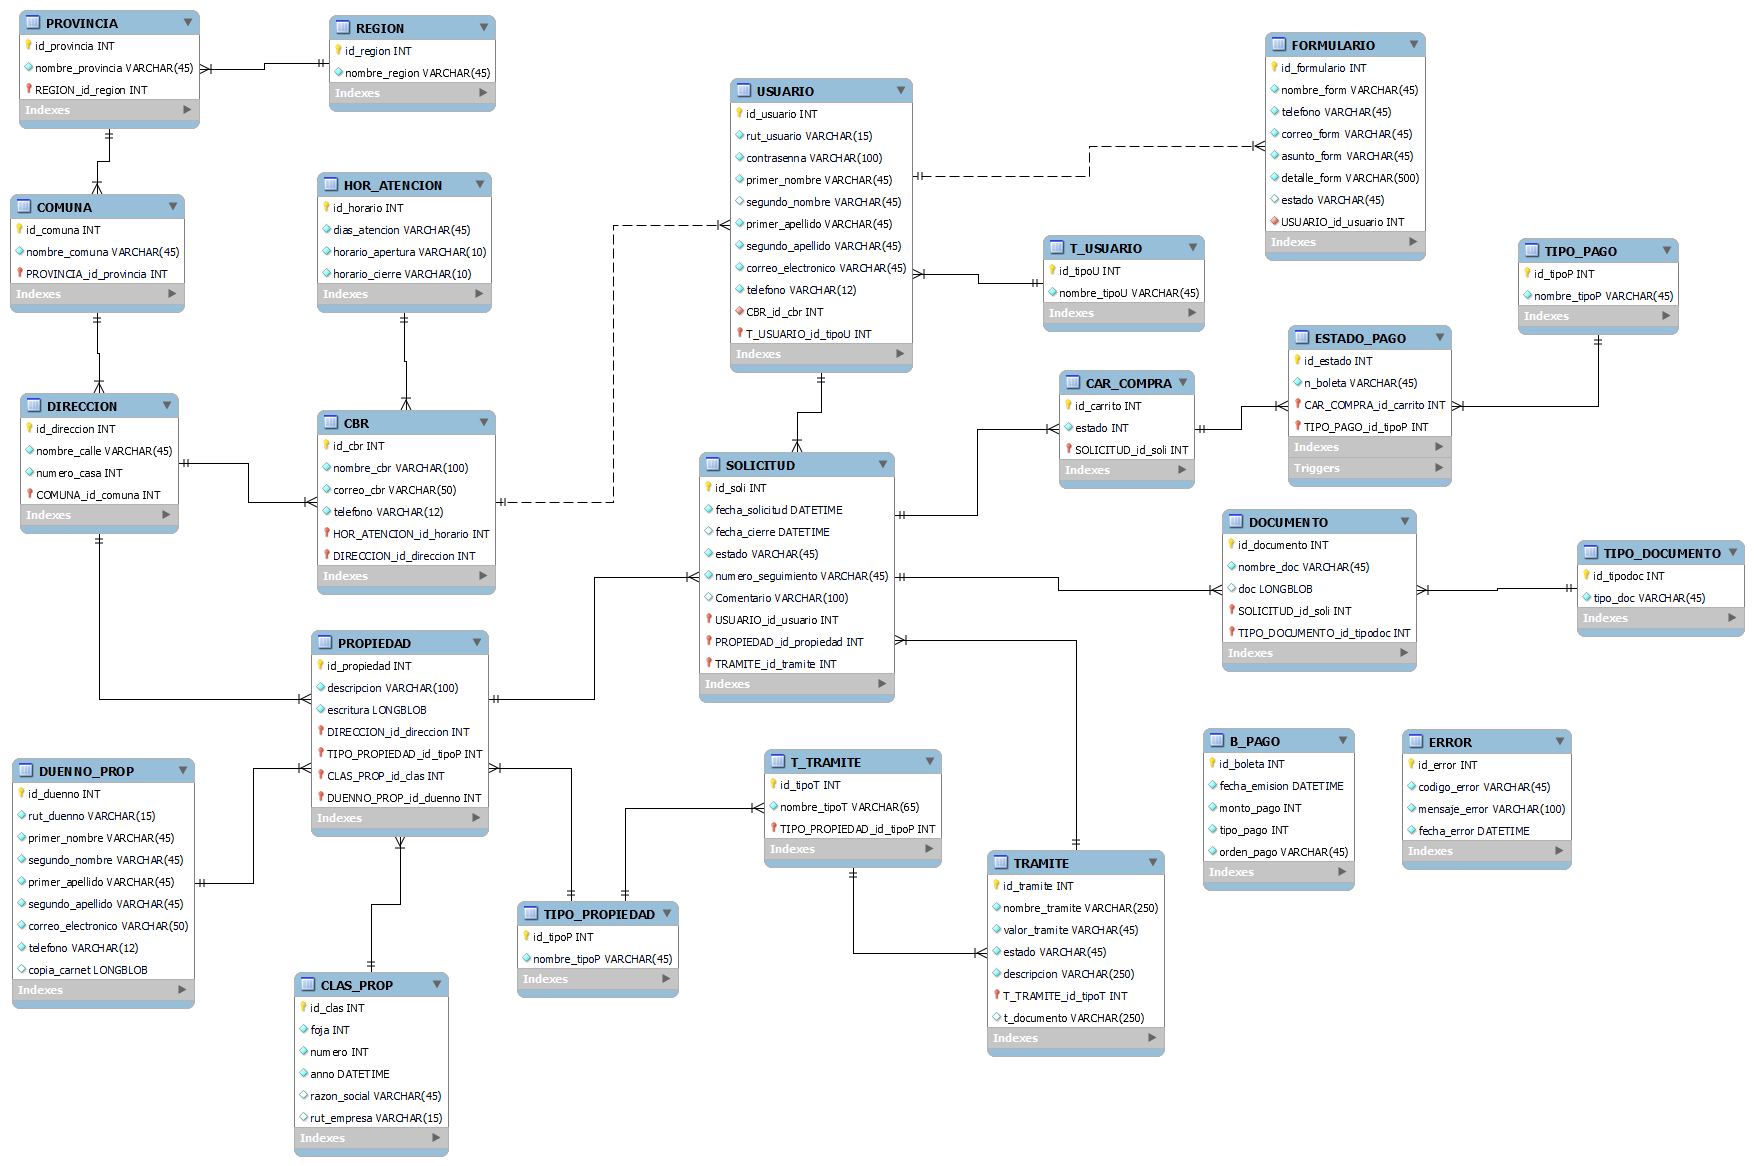 PROVINCIA
id_provincia INT
nombre_provincia VARCHAR(45)
REGION_id_region INT
Indexes
REGION
id_region INT
nombre_region VARCHAR(45)
Indexes
COMUNA
id_comuna INT
nombre_comuna VARCHAR(45)
PROVINCIA_id_provincia INT
Indexes
HOR_ATENCION
id_horario INT
dias_atencion VARCHAR(45)
horario_apertura VARCHAR(10)
horario_cierre VARCHAR(10)
Indexes
USUARIO
id_usuario INT
rut_usuario VARCHAR(15)
contrasenna VARCHAR(100)
primer_nombre VARCHAR(45)
segundo_nombre VARCHAR(45)
primer_apellido VARCHAR(45)
segundo_apellido VARCHAR(45)
correo_electronico VARCHAR(45)
telefono VARCHAR(12)
CBR_id_cbr INT
T_USUARIO_id_tipoU INT
Indexes
FORMULARIO
id_formulario INT
nombre_form VARCHAR(45)
telefono VARCHAR(45)
correo_form VARCHAR(45)
asunto_form VARCHAR(45)
detalle_form VARCHAR(500)
estado VARCHAR(45)
USUARIO_id_usuario INT
Indexes
T_USUARIO
id_tipoU INT
nombre_tipoU VARCHAR(45)
Indexes
TIPO_PAGO
id_tipoP INT
nombre_tipoP VARCHAR(45)
Indexes
ESTADO_PAGO
id_estado INT
n_boleta VARCHAR(45)
CAR_COMPRA_id_carrito INT
TIPO_PAGO_id_tipoP INT
Indexes
Triggers
CAR_COMPRA
id_carrito INT
estado INT
SOLICITUD_id_soli INT
Indexes
DIRECCION
id_direccion INT
nombre_calle VARCHAR(45)
numero_casa INT
COMUNA_id_comuna INT
Indexes
CBR
id_cbr INT
nombre_cbr VARCHAR(100)
correo_cbr VARCHAR(50)
telefono VARCHAR(12)
HOR_ATENCION_id_horario INT
DIRECCION_id_direccion INT
Indexes
SOLICITUD
id_soli INT
fecha_solicitud DATETIME
fecha_cierre DATETIME
estado VARCHAR(45)
numero_seguimiento VARCHAR(45)
Comentario VARCHAR(100)
USUARIO_id_usuario INT
PROPIEDAD_id_propiedad INT
TRAMITE_id_tramite INT
Indexes
DOCUMENTO
id_documento INT
nombre_doc VARCHAR(45)
doc LONGBLOB
SOLICITUD_id_soli INT
TIPO_DOCUMENTO_id_tipodoc INT
Indexes
TIPO_DOCUMENTO
id_tipodoc INT
tipo_doc VARCHAR(45)
Indexes
PROPIEDAD
id_propiedad INT
descripcion VARCHAR(100)
escritura LONGBLOB
DIRECCION_id_direccion INT
TIPO_PROPIEDAD_id_tipoP INT
CLAS_PROP_id_clas INT
DUENNO_PROP_id_duenno INT
Indexes
DUENNO_PROP
id_duenno INT
rut_duenno VARCHAR(15)
primer_nombre VARCHAR(45)
segundo_nombre VARCHAR(45)
primer_apellido VARCHAR(45)
segundo_apellido VARCHAR(45)
correo_electronico VARCHAR(50)
telefono VARCHAR(12)
copia_carnet LONGBLOB
Indexes
T_TRAMITE
id_tipoT INT
nombre_tipoT VARCHAR(65)
TIPO_PROPIEDAD_id_tipoP INT
Indexes
B_PAGO
id_boleta INT
fecha_emision DATETIME
monto_pago INT
tipo_pago INT
orden_pago VARCHAR(45)
Indexes
ERROR
id_error INT
codigo_error VARCHAR(45)
mensaje_error VARCHAR(100)
fecha_error DATETIME
Indexes
TRAMITE
id_tramite INT
nombre_tramite VARCHAR(250)
valor_tramite VARCHAR(45)
estado VARCHAR(45)
descripcion VARCHAR(250)
T_TRAMITE_id_tipoT INT
t_documento VARCHAR(250)
Indexes
TIPO_PROPIEDAD
id_tipoP INT
nombre_tipoP VARCHAR(45)
Indexes
CLAS_PROP
id_clas INT
foja INT
numero INT
anno DATETIME
razon_social VARCHAR(45)
rut_empresa VARCHAR(15)
Indexes